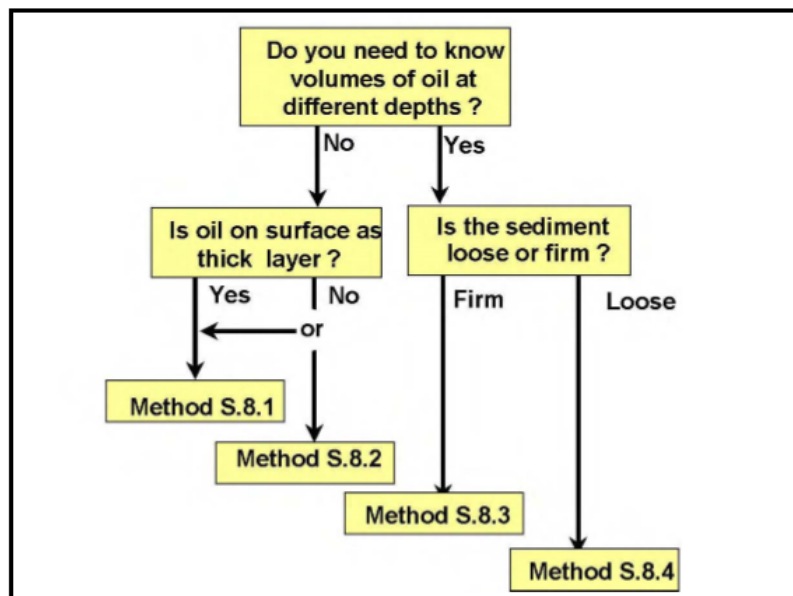 Do you need to know
volumes of oil at
different depths ?
No
Yes
Is oil on surface as
thick layer ?
Is the sediment
loose or firm ?
Yes
No
Firm
Loose
or
Method S.8.1
Method S.8.2
Method S.8.3
Method S.8.4